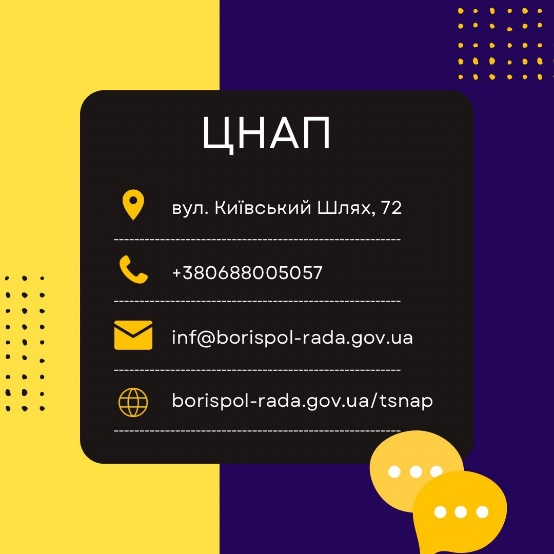 ЦНАП
вул. Київський Шлях, 72
+380688005057
inf@borispol-rada.gov.ua
borispol-rada.gov.ua/tsnap